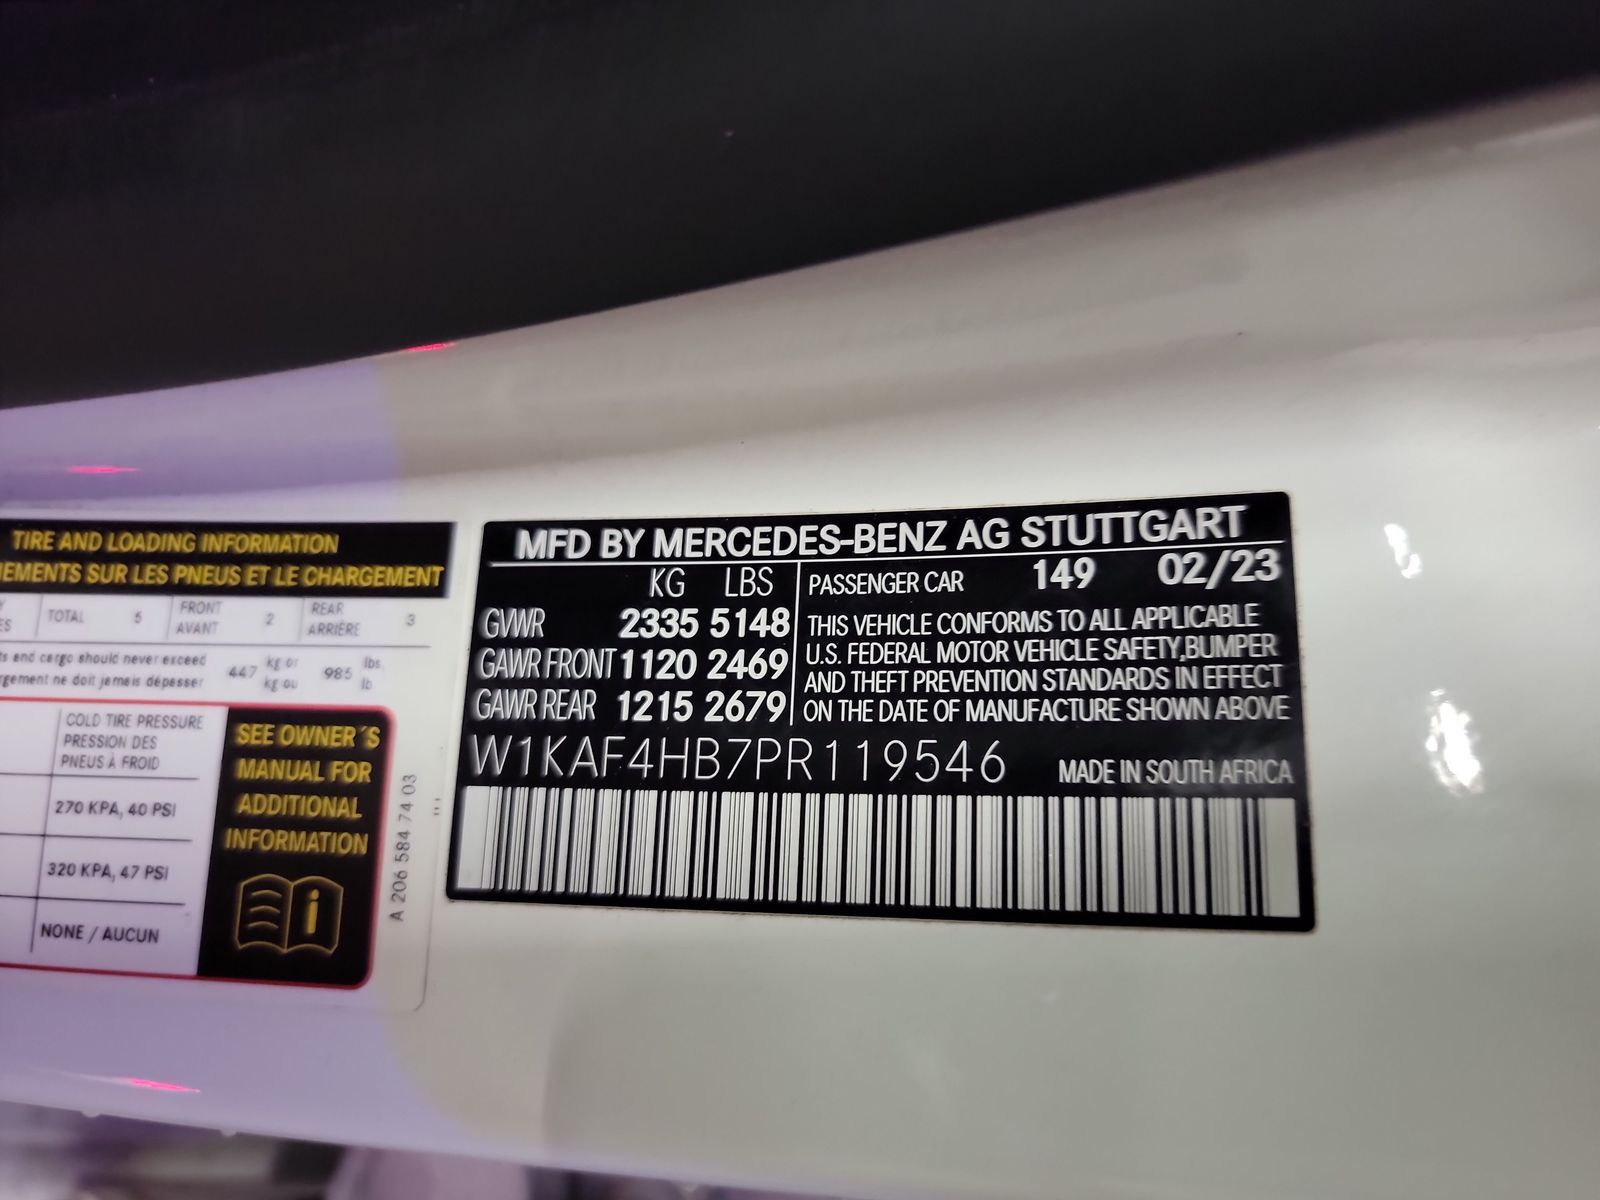 TIRE AND LOADING INFORMATION
SUR LES PNEUS ET LE CHARGEMENT
TOTAL 5 FRONT AVANT 2 REAR ARRIÈRE 3
and cargo should never exceed 447 kg or 985 lbs
ne doit jamais dépasser kg ou lb
COLD TIRE PRESSURE
PRESSION DES
PNEUS À FROID
270 KPA, 40 PSI
320 KPA, 47 PSI
NONE / AUCUN
SEE OWNER´S
MANUAL FOR
ADDITIONAL
INFORMATION
A 206 584 74 03
MFD BY MERCEDES-BENZ AG STUTTGART
KG LBS
GVWR 2335 5148
GAWR FRONT 1120 2469
GAWR REAR 1215 2679
PASSENGER CAR 149 02/23
THIS VEHICLE CONFORMS TO ALL APPLICABLE
U.S. FEDERAL MOTOR VEHICLE SAFETY,BUMPER
AND THEFT PREVENTION STANDARDS IN EFFECT
ON THE DATE OF MANUFACTURE SHOWN ABOVE
W1KAF4HB7PR119546 MADE IN SOUTH AFRICA